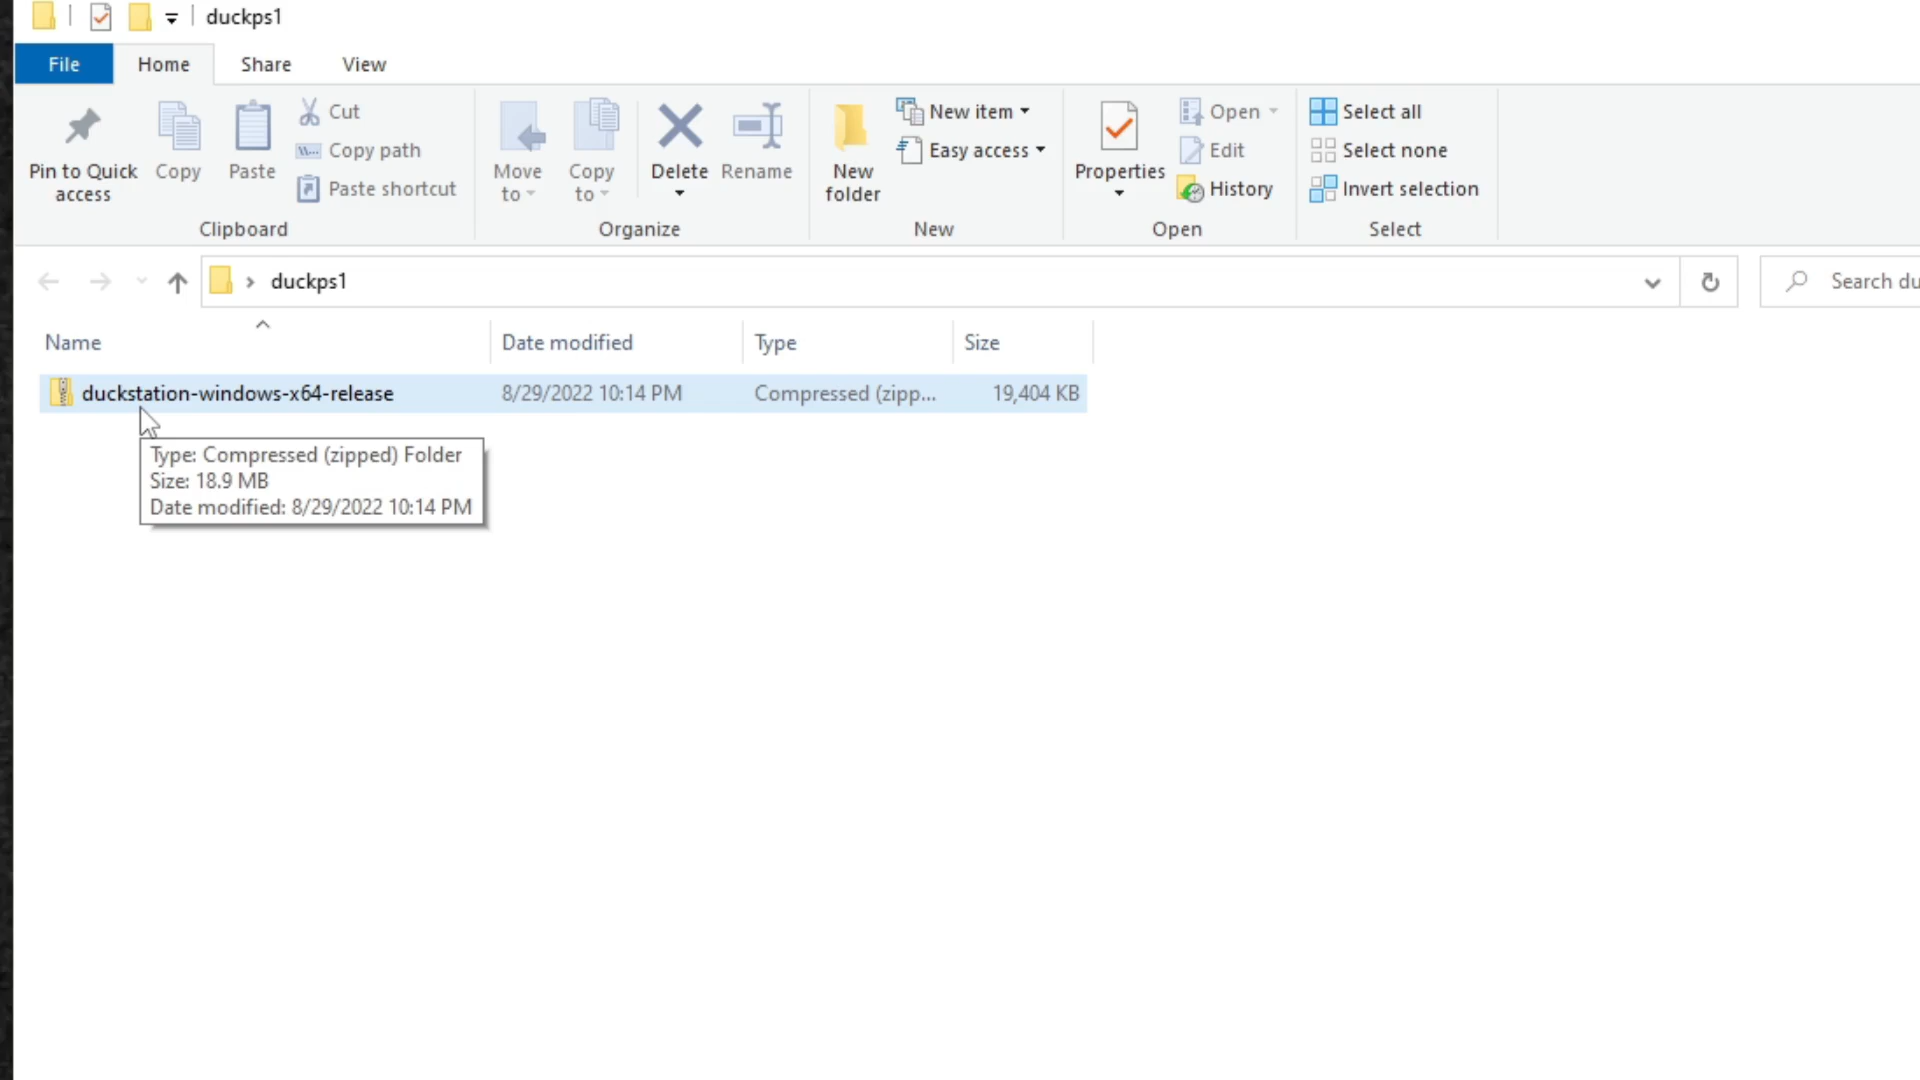 duckps1
File Home Share View
Pin to Quick access
Copy
Paste
Cut
Copy path
Paste shortcut
Clipboard
Move to
Copy to
Delete
Rename
Organize
New folder
New item
Easy access
New
Properties
Open
Edit
History
Open
Select all
Select none
Invert selection
Select
duckps1
Search du
Name Date modified Type Size
duckstation-windows-x64-release 8/29/2022 10:14 PM Compressed (zipp... 19,404 KB
Type: Compressed (zipped) Folder
Size: 18.9 MB
Date modified: 8/29/2022 10:14 PM